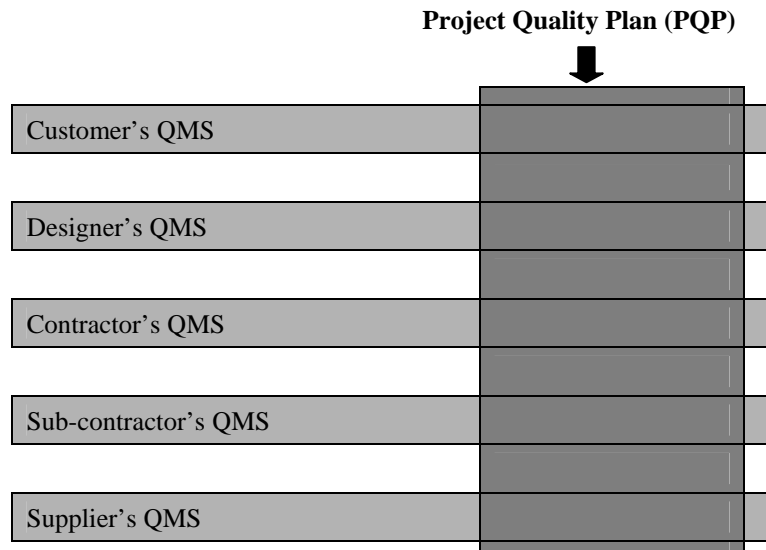 Project Quality Plan (PQP)
Customer’s QMS
Designer’s QMS
Contractor’s QMS
Sub-contractor’s QMS
Supplier’s QMS